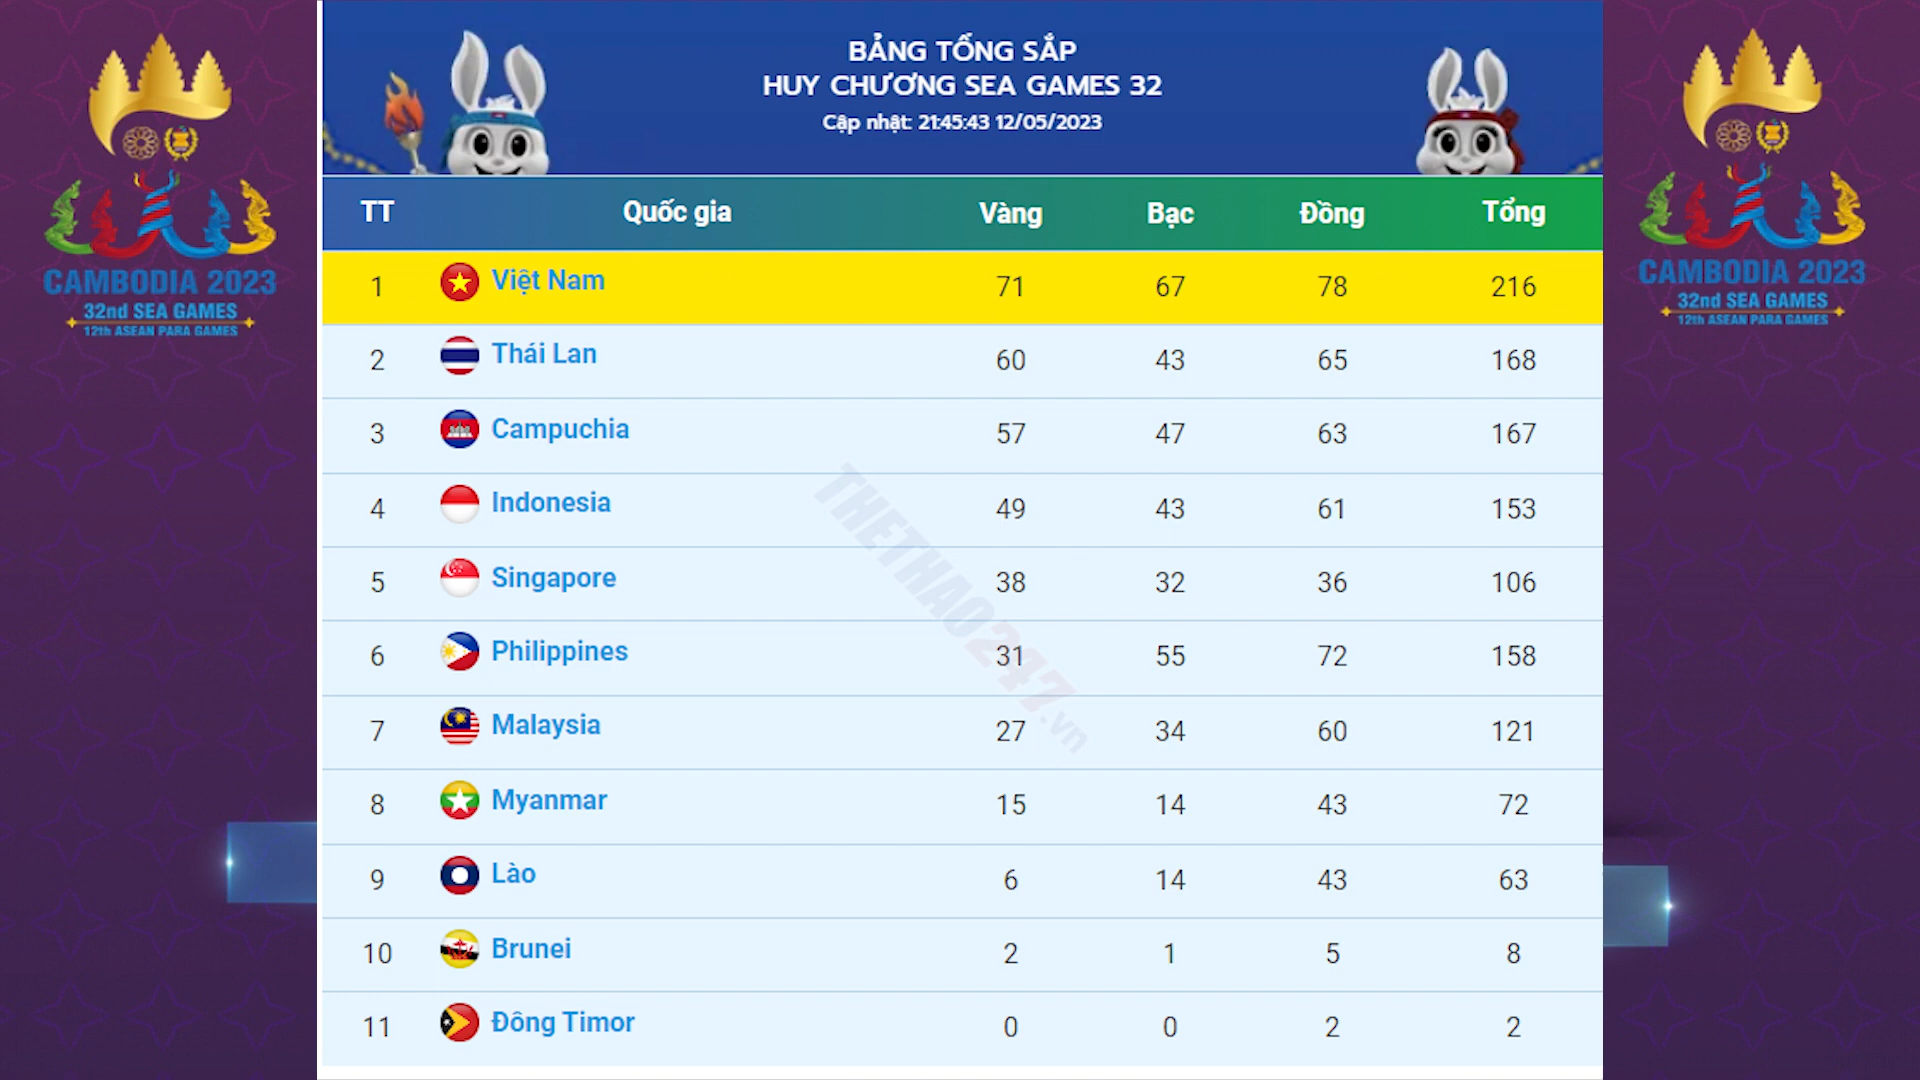 BẢNG TỔNG SẮP
HUY CHƯƠNG SEA GAMES 32
Cập nhật: 21:45:43 12/05/2023
CAMBODIA 2023
32nd SEA GAMES
12th ASEAN PARA GAMES
CAMBODIA 2023
32nd SEA GAMES
12th ASEAN PARA GAMES
TT Quốc gia Vàng Bạc Đồng Tổng
1 Việt Nam 71 67 78 216
2 Thái Lan 60 43 65 168
3 Campuchia 57 47 63 167
4 Indonesia 49 43 61 153
5 Singapore 38 32 36 106
6 Philippines 31 55 72 158
7 Malaysia 27 34 60 121
8 Myanmar 15 14 43 72
9 Lào 6 14 43 63
10 Brunei 2 1 5 8
11 Đông Timor 0 0 2 2
THETHAO247.vn